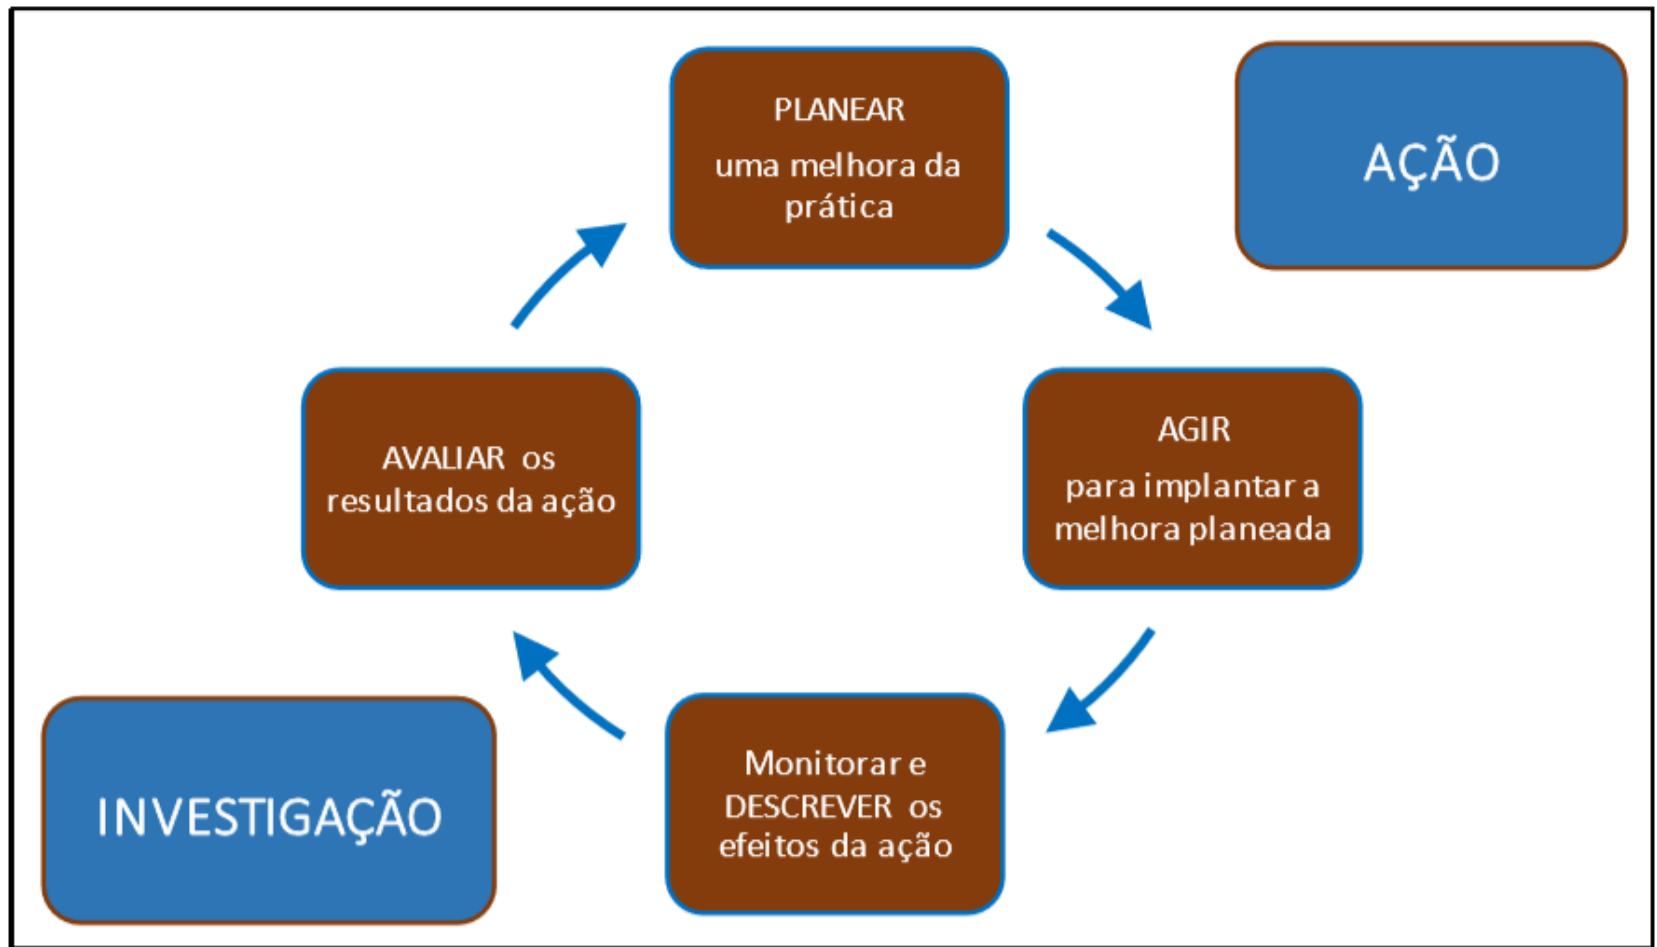 PLANEAR
uma melhora da
prática
AÇÃO
AVALIAR os
resultados da ação
AGIR
para implantar a
melhora planeada
INVESTIGAÇÃO
Monitorar e
DESCREVER os
efeitos da ação